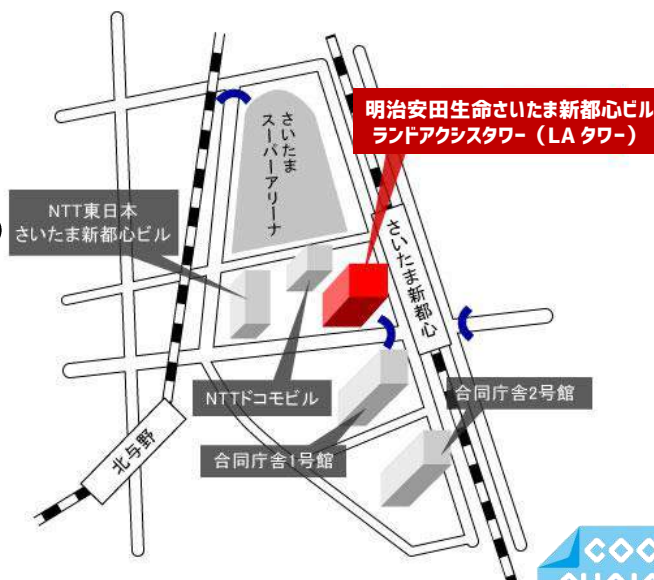 明治安田生命さいたま新都心ビル
ランドアクシスタワー（LAタワー）
さいたま
スーパーアリーナ
NTT東日本
さいたま新都心ビル
さいたま新都心
NTTドコモビル
合同庁舎2号館
合同庁舎1号館
北与野
COO